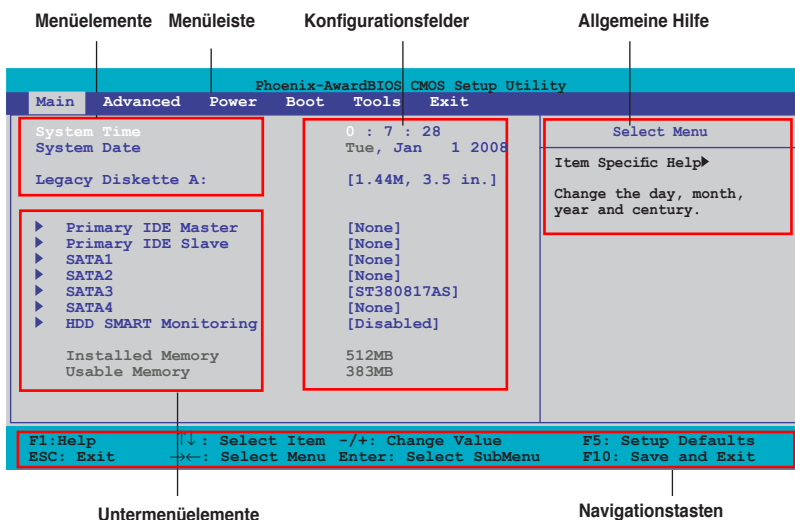 Menüelemente Menüleiste Konfigurationsfelder Allgemeine Hilfe
Phoenix-AwardBIOS CMOS Setup Utility
Main Advanced Power Boot Tools Exit
System Time 0 : 7 : 28
System Date Tue, Jan 1 2008
Legacy Diskette A: [1.44M, 3.5 in.]
▶ Primary IDE Master [None]
▶ Primary IDE Slave [None]
▶ SATA1 [None]
▶ SATA2 [None]
▶ SATA3 [ST380817AS]
▶ SATA4 [None]
▶ HDD SMART Monitoring [Disabled]
Installed Memory 512MB
Usable Memory 383MB
Select Menu
Item Specific Help▶
Change the day, month,
year and century.
F1:Help ↑↓: Select Item -/+: Change Value F5: Setup Defaults
ESC: Exit →←: Select Menu Enter: Select SubMenu F10: Save and Exit
Untermenüelemente Navigationstasten